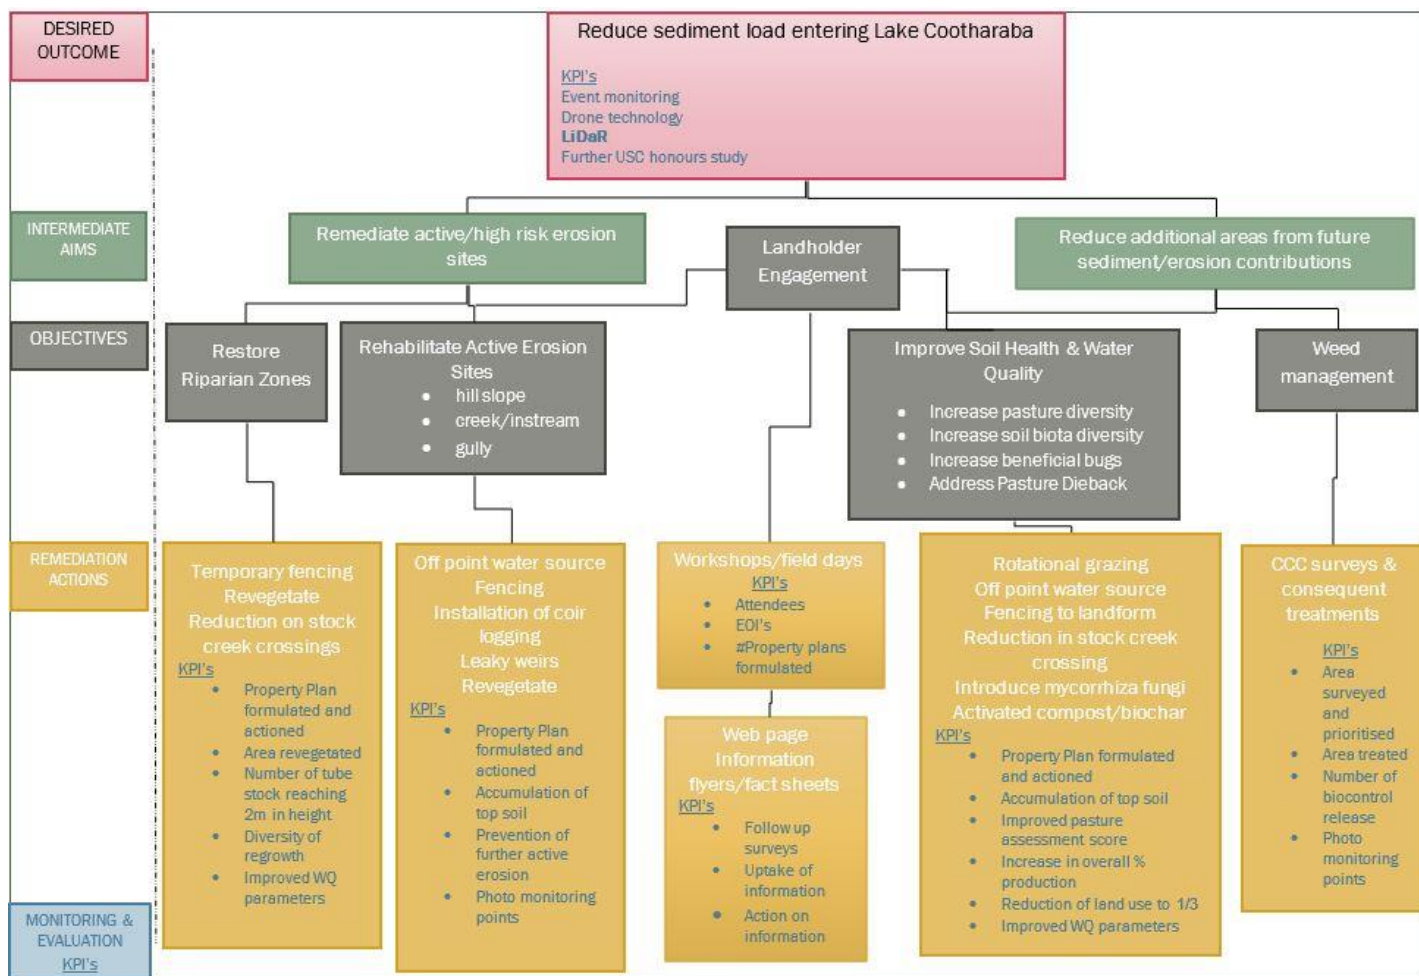 DESIRED
OUTCOME
Reduce sediment load entering Lake Cootharaba
KPI's
Event monitoring
Drone technology
LiDaR
Further USC honours study
INTERMEDIATE
AIMS
Remediate active/high risk erosion
sites
Landholder
Engagement
Reduce additional areas from future
sediment/erosion contributions
OBJECTIVES
Restore
Riparian Zones
Rehabilitate Active Erosion
Sites
● hill slope
● creek/instream
● gully
Improve Soil Health & Water
Quality
● Increase pasture diversity
● Increase soil biota diversity
● Increase beneficial bugs
● Address Pasture Dieback
Weed
management
REMEDIATION
ACTIONS
Temporary fencing
Revegetate
Reduction on stock
creek crossings
KPI's
● Property Plan
formulated and
actioned
● Area revegetated
● Number of tube
stock reaching
2m in height
● Diversity of
regrowth
● Improved WQ
parameters
Off point water source
Fencing
Installation of coir
logging
Leaky weirs
Revegetate
KPI's
● Property Plan
formulated and
actioned
● Accumulation of
top soil
● Prevention of
further active
erosion
● Photo monitoring
points
Workshops/field days
KPI's
● Attendees
● EOI's
● #Property plans
formulated
Web page
Information
flyers/fact sheets
KPI's
● Follow up
surveys
● Uptake of
information
● Action on
information
Rotational grazing
Off point water source
Fencing to landform
Reduction in stock creek
crossing
Introduce mycorrhiza fungi
Activated compost/biochar
KPI's
● Property Plan formulated
and actioned
● Accumulation of top soil
● Improved pasture
assessment score
● Increase in overall %
production
● Reduction of land use to 1/3
● Improved WQ parameters
CCC surveys &
consequent
treatments
KPI's
● Area
surveyed
and
prioritised
● Area treated
● Number of
biocontrol
release
● Photo
monitoring
points
MONITORING &
EVALUATION
KPI's